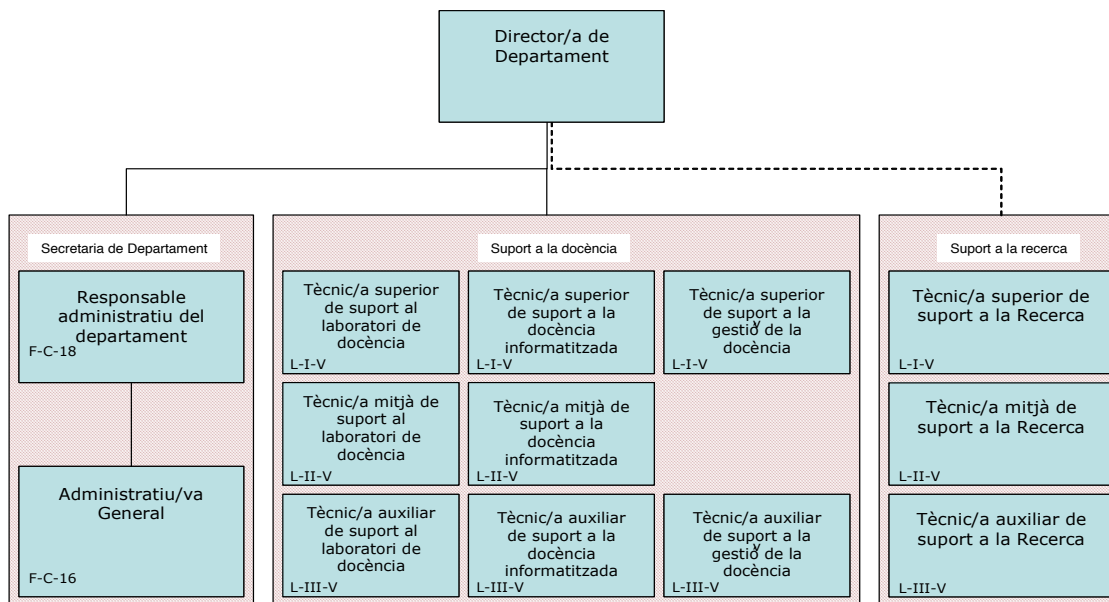 Director/a de
Departament
Secretaria de Departament
Responsable
administratiu del
departament
F-C-18
Administratiu/va
General
F-C-16
Suport a la docència
Tècnic/a superior
de suport al
laboratori de
docència
L-I-V
Tècnic/a superior
de suport a la
docència
informatitzada
L-I-V
Tècnic/a superior
de suport a la
gestió de la
docència
L-I-V
Tècnic/a mitjà de
suport al
laboratori de
docència
L-II-V
Tècnic/a mitjà de
suport a la
docència
informatitzada
L-II-V
Tècnic/a auxiliar
de suport al
laboratori de
docència
L-III-V
Tècnic/a auxiliar
de suport a la
docència
informatitzada
L-III-V
Tècnic/a auxiliar
de suport a la
gestió de la
docència
L-III-V
Suport a la recerca
Tècnic/a superior de
suport a la Recerca
L-I-V
Tècnic/a mitjà de
suport a la Recerca
L-II-V
Tècnic/a auxiliar de
suport a la Recerca
L-III-V